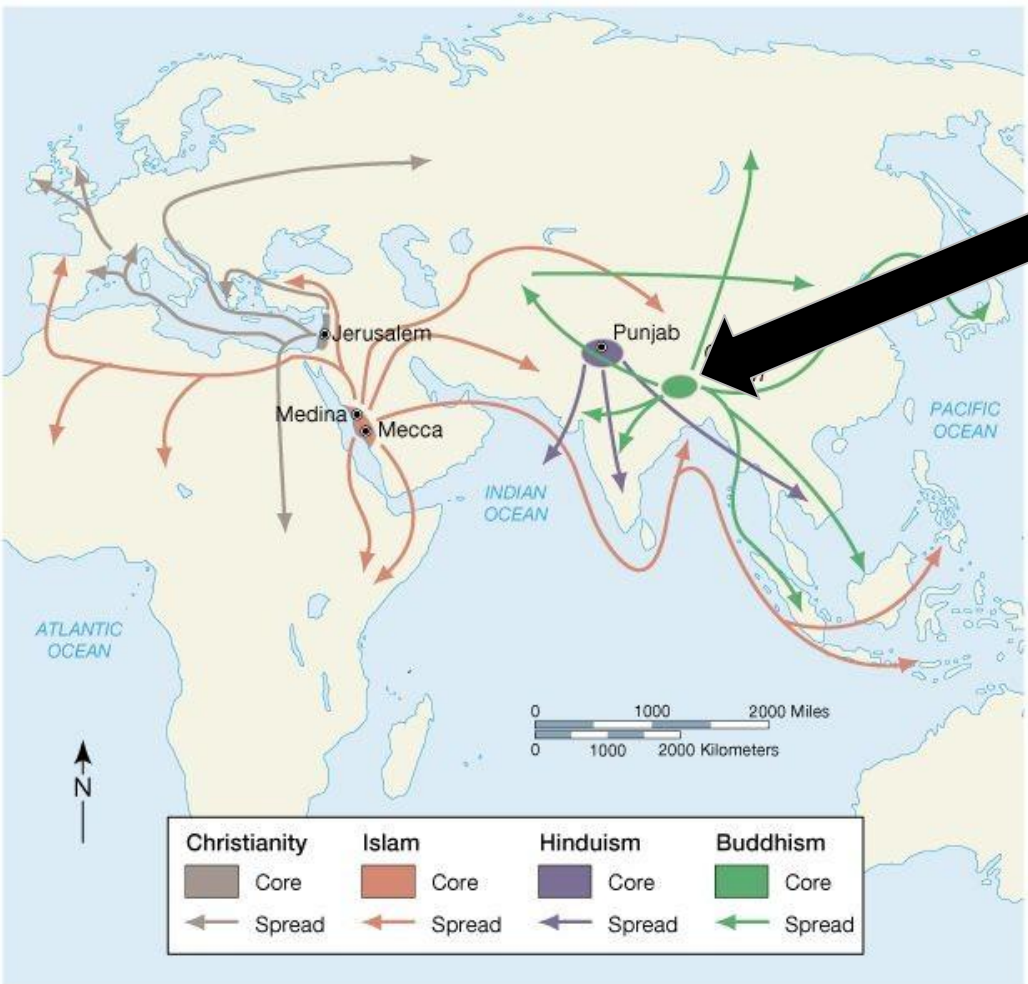 Jerusalem
Punjab
Medina
Mecca
PACIFIC
OCEAN
INDIAN
OCEAN
ATLANTIC
OCEAN
0 1000 2000 Miles
0 1000 2000 Kilometers
N
Christianity Islam Hinduism Buddhism
Core Core Core Core
Spread Spread Spread Spread